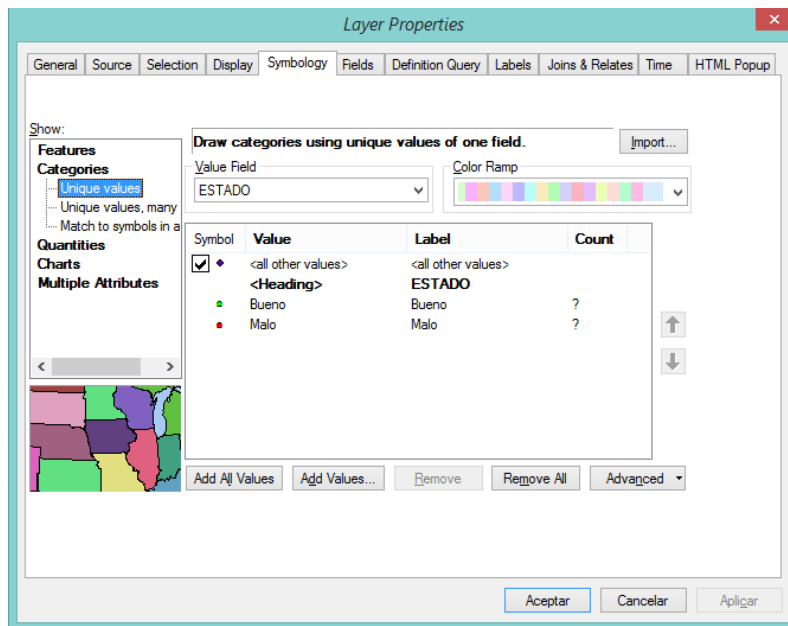 Layer Properties
General Source Selection Display Symbology Fields Definition Query Labels Joins & Relates Time HTML Popup
Show:
Features
Categories
Unique values
Unique values, many
Match to symbols in a
Quantities
Charts
Multiple Attributes
Draw categories using unique values of one field.
Import...
Value Field
ESTADO
Color Ramp
Symbol Value Label Count
<all other values> <all other values>
<Heading> ESTADO
Bueno Bueno ?
Malo Malo ?
Add All Values Add Values... Remove Remove All Advanced
Aceptar Cancelar Aplicar